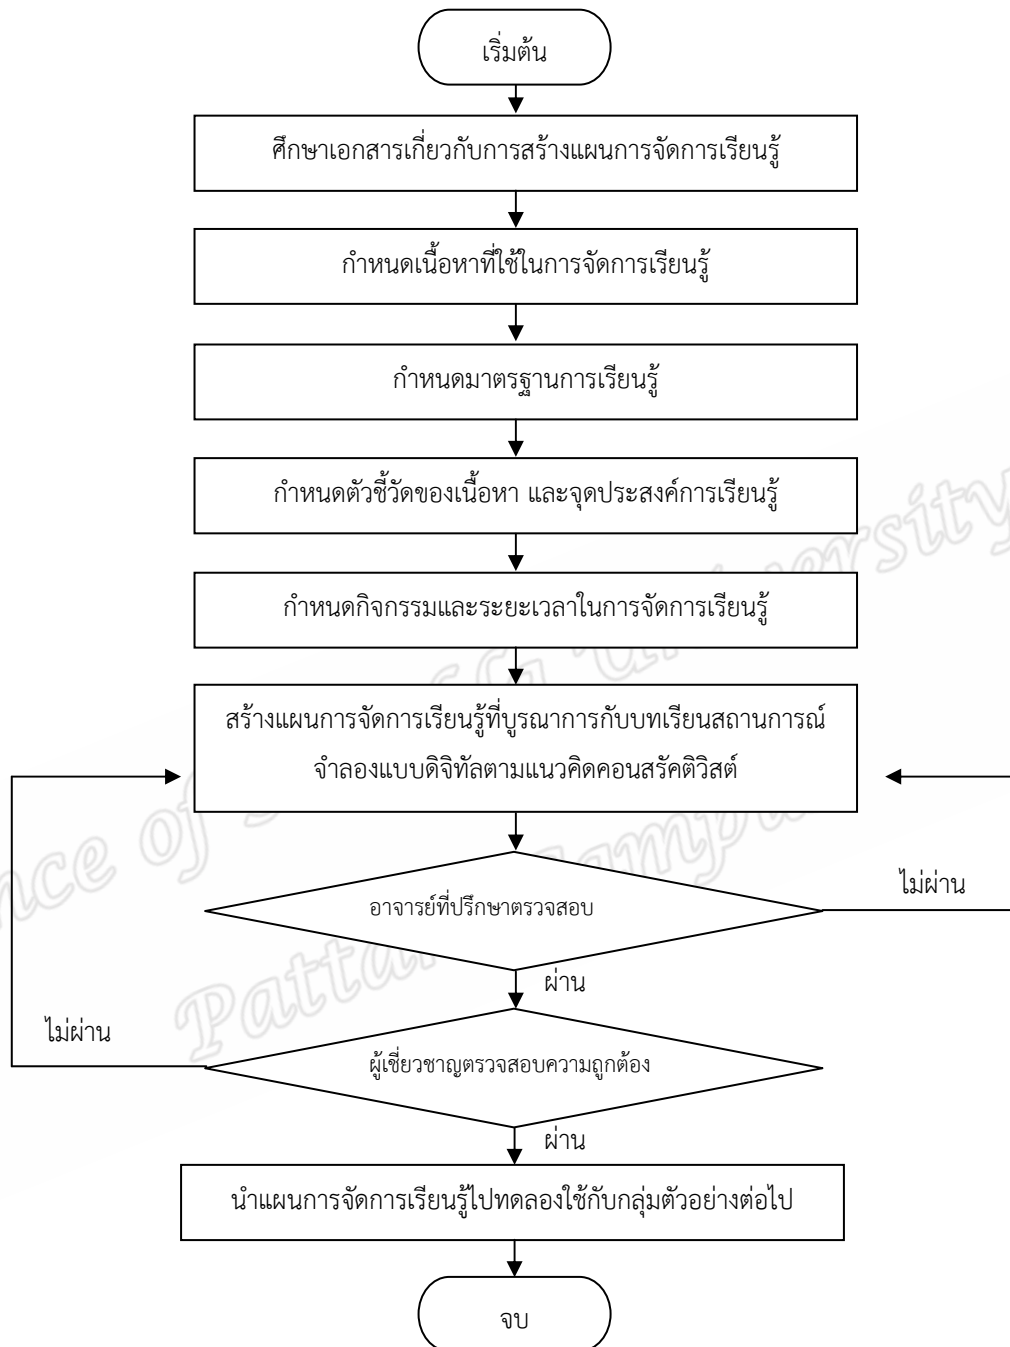 เริ่มต้น
ศึกษาเอกสารเกี่ยวกับการสร้างแผนการจัดการเรียนรู้
กำหนดเนื้อหาที่ใช้ในการจัดการเรียนรู้
กำหนดมาตรฐานการเรียนรู้
กำหนดตัวชี้วัดของเนื้อหา และจุดประสงค์การเรียนรู้
กำหนดกิจกรรมและระยะเวลาในการจัดการเรียนรู้
สร้างแผนการจัดการเรียนรู้ที่บูรณาการกับบทเรียนสถานการณ์
จำลองแบบดิจิทัลตามแนวคิดคอนสรัคติวิสต์
อาจารย์ที่ปรึกษาตรวจสอบ
ไม่ผ่าน
ผ่าน
ไม่ผ่าน
ผู้เชี่ยวชาญตรวจสอบความถูกต้อง
ผ่าน
นำแผนการจัดการเรียนรู้ไปทดลองใช้กับกลุ่มตัวอย่างต่อไป
จบ